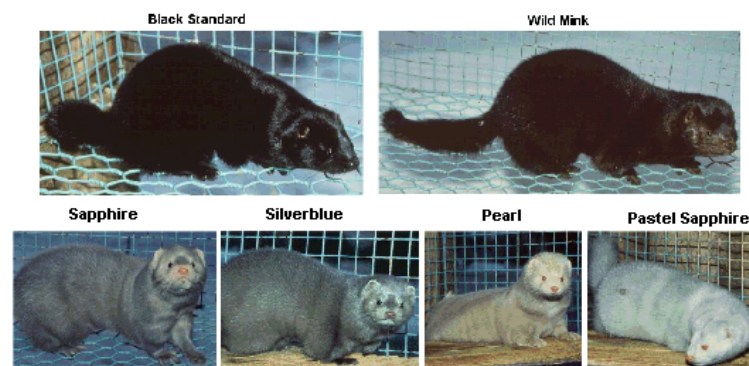 Black Standard
Wild Mink
Sapphire
Silverblue
Pearl
Pastel Sapphire